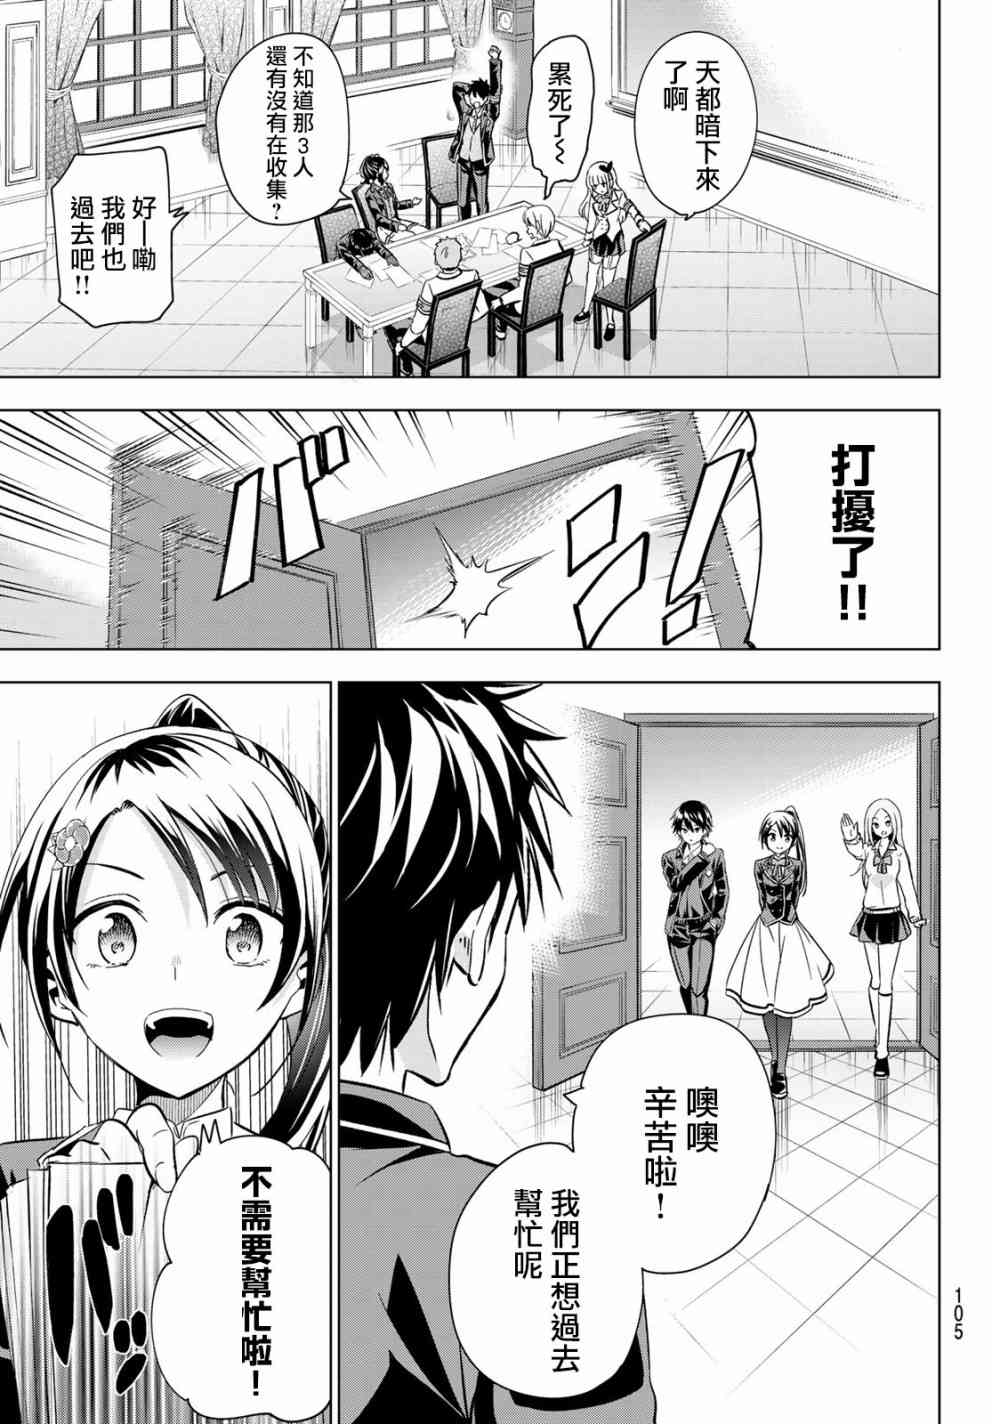 天都暗下來
了啊
累死
了～
不知道那3人
還有沒有在收集？
好—嘞
我們也
過去吧!!
打擾了!!
バンッ!!
噢噢
辛苦啦！
我們正想過去
幫忙呢
不需要幫忙啦！
105